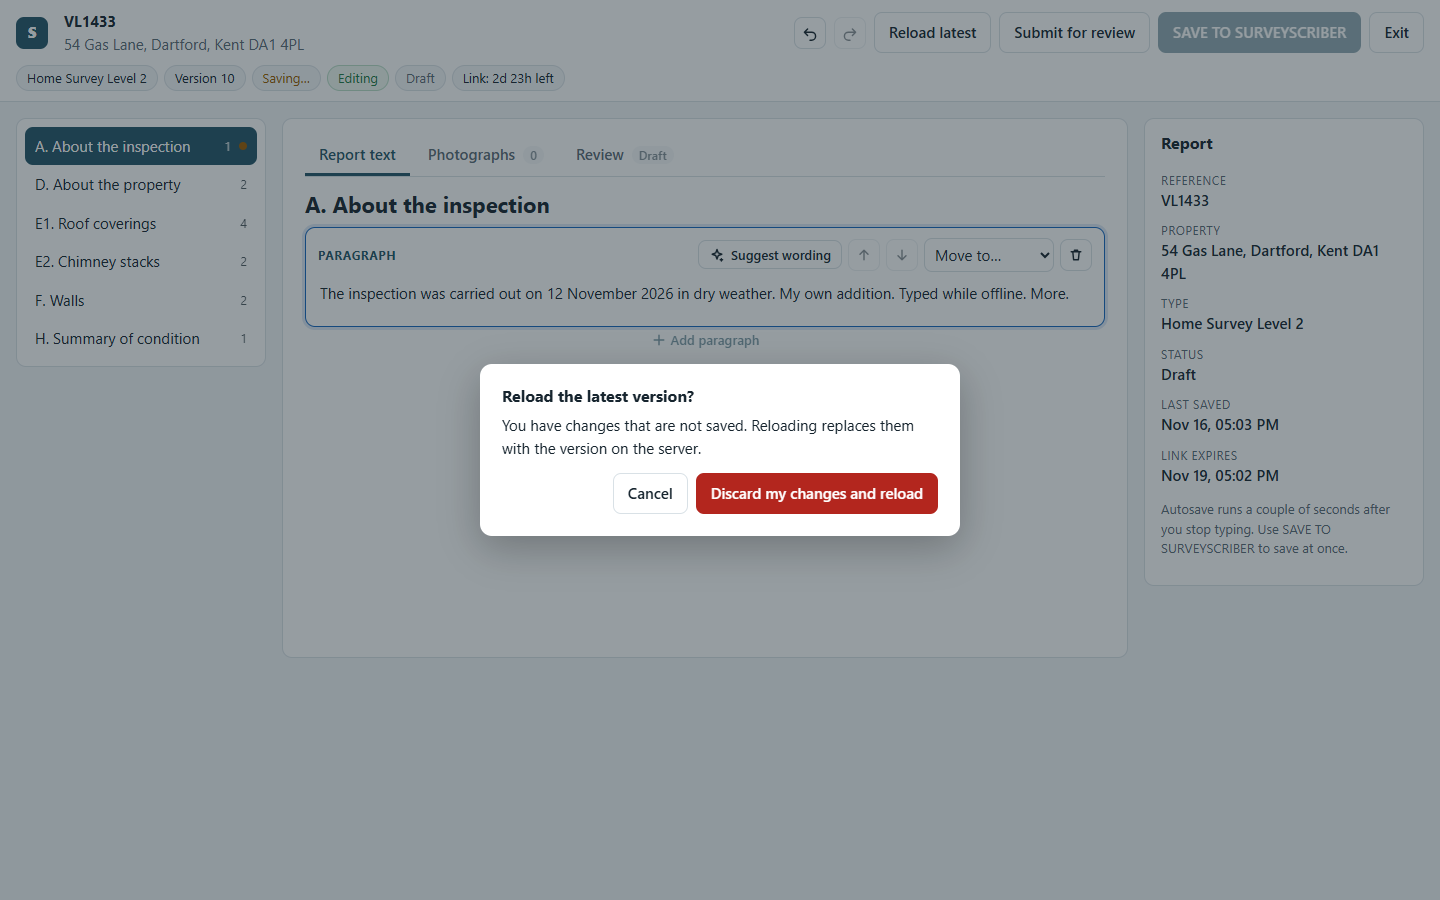 S
VL1433
54 Gas Lane, Dartford, Kent DA1 4PL
Reload latest
Submit for review
SAVE TO SURVEYSCRIBER
Exit
Home Survey Level 2
Version 10
Saving...
Editing
Draft
Link: 2d 23h left
A. About the inspection 1
D. About the property 2
E1. Roof coverings 4
E2. Chimney stacks 2
F. Walls 2
H. Summary of condition 1
Report text
Photographs 0
Review Draft
A. About the inspection
PARAGRAPH
Suggest wording
Move to...
The inspection was carried out on 12 November 2026 in dry weather. My own addition. Typed while offline. More.
Add paragraph
Reload the latest version?
You have changes that are not saved. Reloading replaces them
with the version on the server.
Cancel
Discard my changes and reload
Report
REFERENCE
VL1433
PROPERTY
54 Gas Lane, Dartford, Kent DA1
4PL
TYPE
Home Survey Level 2
STATUS
Draft
LAST SAVED
Nov 16, 05:03 PM
LINK EXPIRES
Nov 19, 05:02 PM
Autosave runs a couple of seconds after
you stop typing. Use SAVE TO
SURVEYSCRIBER to save at once.